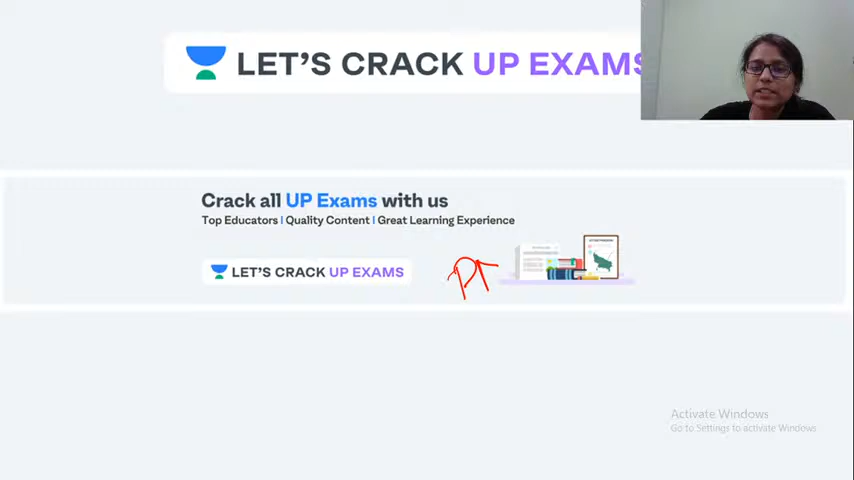 LET'S CRACK UP EXAMS
Crack all UP Exams with us
Top Educators | Quality Content | Great Learning Experience
LET'S CRACK UP EXAMS
PT
Activate Windows
Go to Settings to activate Windows